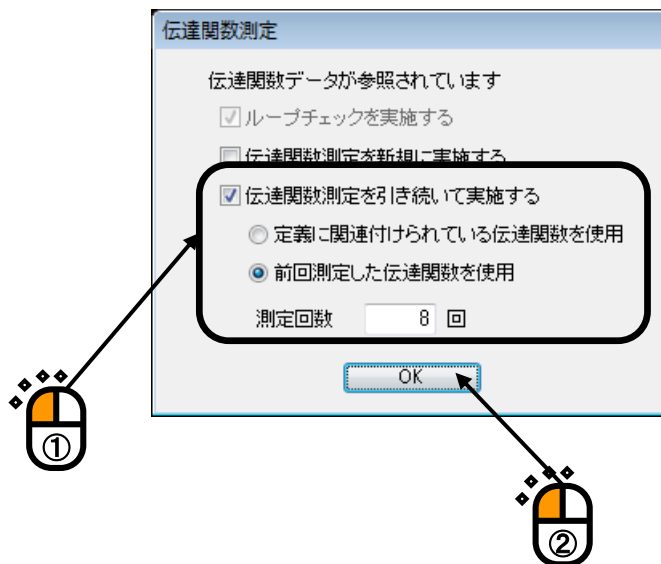 伝達関数測定
伝達関数データが参照されています
ループチェックを実施する
伝達関数測定を新規に実施する
伝達関数測定を引き続いて実施する
定義に関連付けられている伝達関数を使用
前回測定した伝達関数を使用
測定回数 8 回
OK
①
②